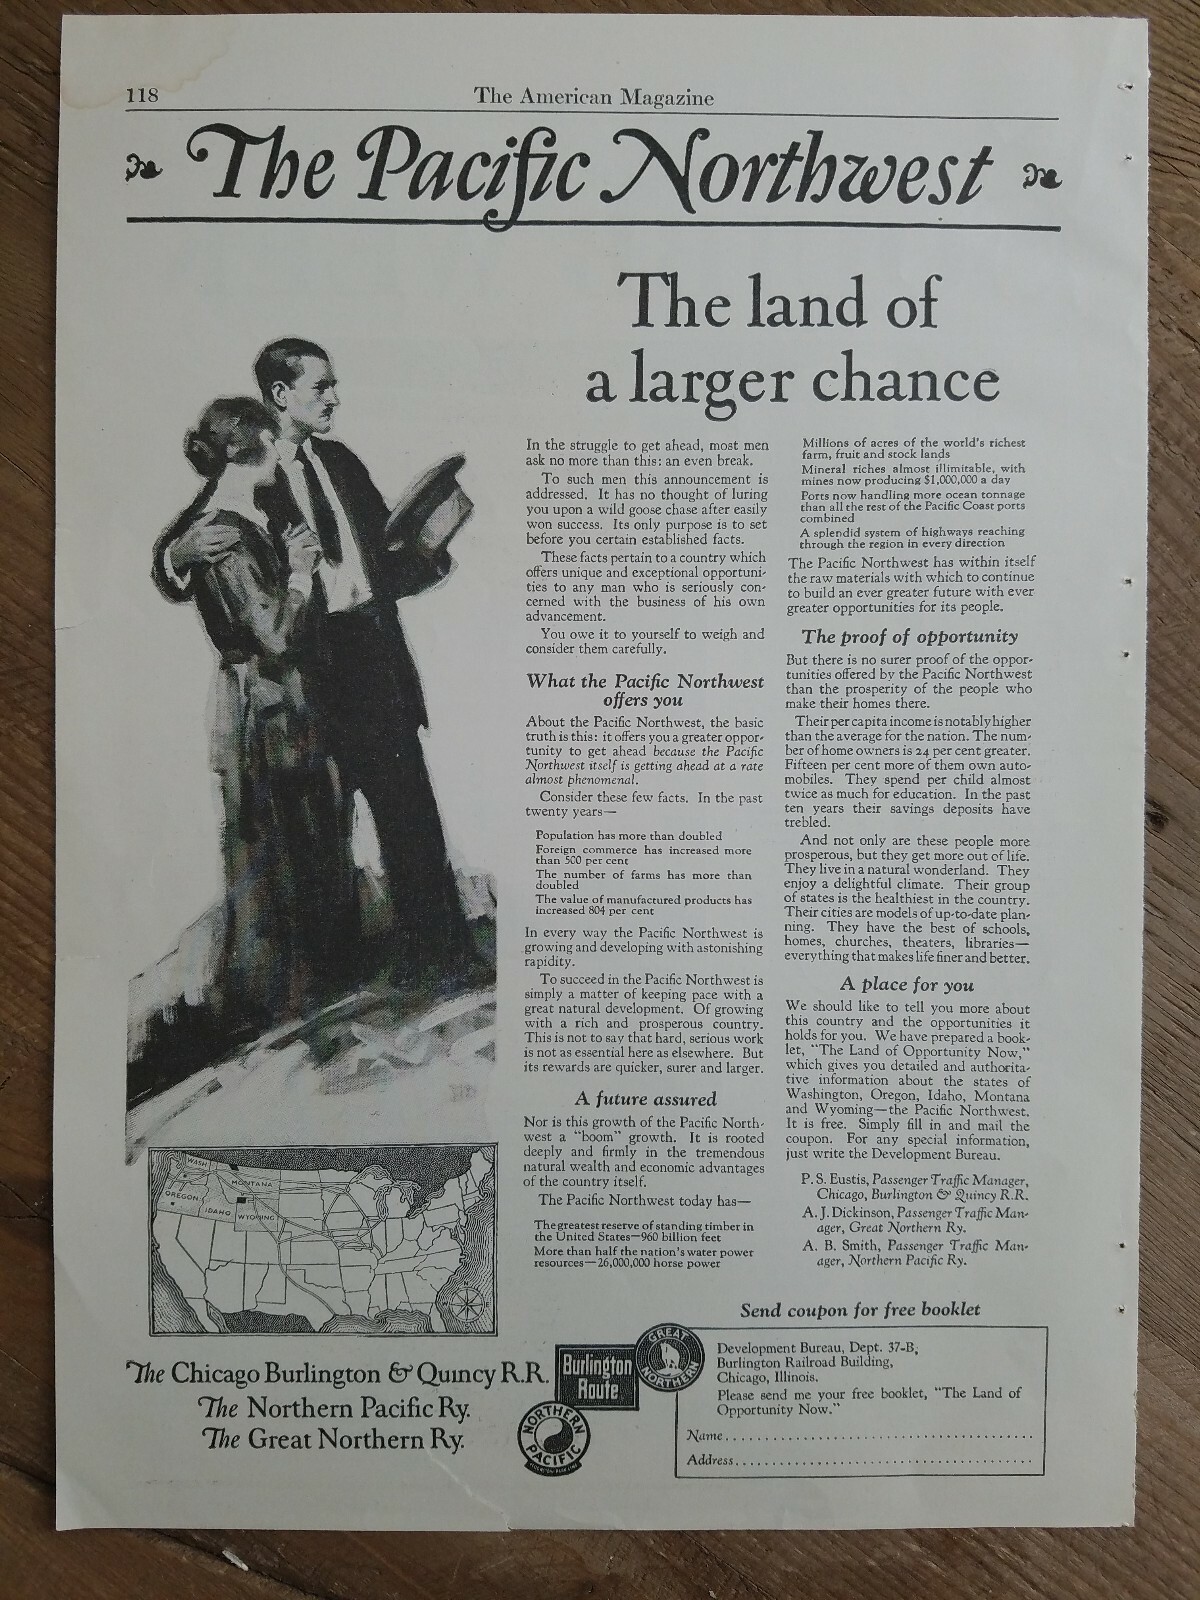 118
The American Magazine
The Pacific Northwest
The land of
a larger chance
In the struggle to get ahead, most men
ask no more than this: an even break.
To such men this announcement is
addressed. It has no thought of luring
you upon a wild goose chase after easily
won success. Its only purpose is to set
before you certain established facts.
These facts pertain to a country which
offers unique and exceptional opportuni-
ties to any man who is seriously con-
cerned with the business of his own
advancement.
You owe it to yourself to weigh and
consider them carefully.
What the Pacific Northwest
offers you
About the Pacific Northwest, the basic
truth is this: it offers you a greater oppor-
tunity to get ahead because the Pacific
Northwest itself is getting ahead at a rate
almost phenomenal.
Consider these few facts. In the past
twenty years—
Population has more than doubled
Foreign commerce has increased more
than 500 per cent
The number of farms has more than
doubled
The value of manufactured products has
increased 804 per cent
In every way the Pacific Northwest is
growing and developing with astonishing
rapidity.
To succeed in the Pacific Northwest is
simply a matter of keeping pace with a
great natural development. Of growing
with a rich and prosperous country.
This is not to say that hard, serious work
is not as essential here as elsewhere. But
its rewards are quicker, surer and larger.
A future assured
Nor is this growth of the Pacific North-
west a "boom" growth. It is rooted
deeply and firmly in the tremendous
natural wealth and economic advantages
of the country itself.
The Pacific Northwest today has—
The greatest reserve of standing timber in
the United States—960 billion feet
More than half the nation's water power
resources—26,000,000 horse power
Millions of acres of the world's richest
farm, fruit and stock lands
Mineral riches almost illimitable, with
mines now producing $1,000,000 a day
Ports now handling more ocean tonnage
than all the rest of the Pacific Coast ports
combined
A splendid system of highways reaching
through the region in every direction
The Pacific Northwest has within itself
the raw materials with which to continue
to build an ever greater future with ever
greater opportunities for its people.
The proof of opportunity
But there is no surer proof of the oppor-
tunities offered by the Pacific Northwest
than the prosperity of the people who
make their homes there.
Their per capita income is notably higher
than the average for the nation. The num-
ber of home owners is 24 per cent greater.
Fifteen per cent more of them own auto-
mobiles. They spend per child almost
twice as much for education. In the past
ten years their savings deposits have
trebled.
And not only are these people more
prosperous, but they get more out of life.
They live in a natural wonderland. They
enjoy a delightful climate. Their group
of states is the healthiest in the country.
Their cities are models of up-to-date plan-
ning. They have the best of schools,
homes, churches, theaters, libraries—
everything that makes life finer and better.
A place for you
We should like to tell you more about
this country and the opportunities it
holds for you. We have prepared a book-
let, "The Land of Opportunity Now,"
which gives you detailed and authorita-
tive information about the states of
Washington, Oregon, Idaho, Montana
and Wyoming—the Pacific Northwest.
It is free. Simply fill in and mail the
coupon. For any special information,
just write the Development Bureau.
P. S. Eustis, Passenger Traffic Manager,
Chicago, Burlington & Quincy R.R.
A. J. Dickinson, Passenger Traffic Man-
ager, Great Northern Ry.
A. B. Smith, Passenger Traffic Man-
ager, Northern Pacific Ry.
WASH
MONTANA
OREGON
IDAHO
WYOMING
The Chicago Burlington & Quincy R.R.
The Northern Pacific Ry.
The Great Northern Ry.
Burlington
Route
GREAT
NORTHERN
NORTHERN
PACIFIC
Send coupon for free booklet
Development Bureau, Dept. 37-B,
Burlington Railroad Building,
Chicago, Illinois.
Please send me your free booklet, "The Land of
Opportunity Now."
Name
Address